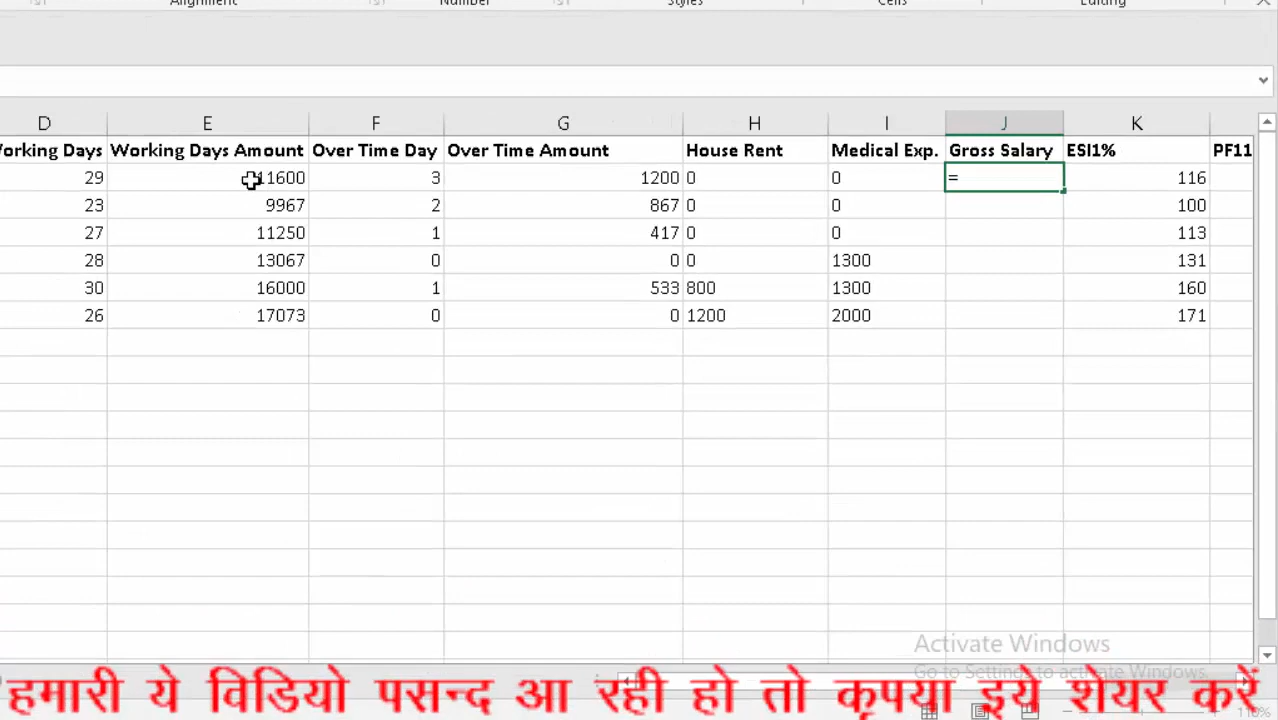 Alignment Number Styles Cells Editing
D E F G H I J K
Working Days Working Days Amount Over Time Day Over Time Amount House Rent Medical Exp. Gross Salary ESI1% PF11
29 11600 3 1200 0 0 = 116
23 9967 2 867 0 0 100
27 11250 1 417 0 0 113
28 13067 0 0 0 1300 131
30 16000 1 533 800 1300 160
26 17073 0 0 1200 2000 171
Activate Windows
Go to Settings to activate Windows.
हमारी ये विडियो पसन्द आ रही हो तो कृपया इये शेयर करें
110%